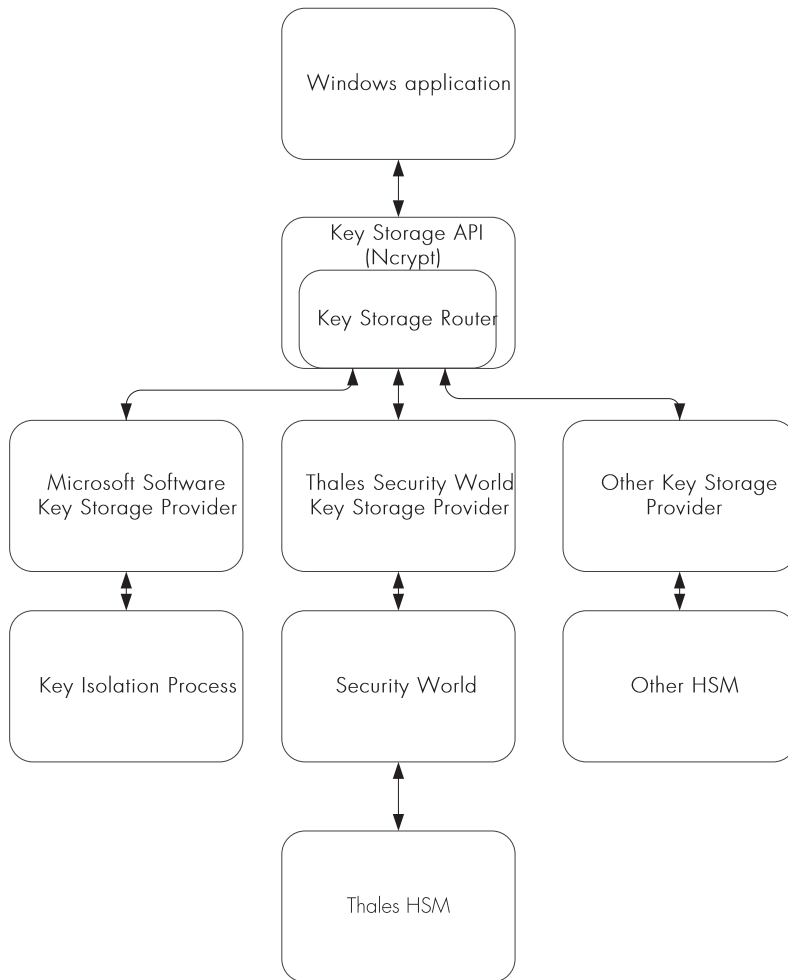 Windows application
Key Storage API
(Ncrypt)
Key Storage Router
Microsoft Software
Key Storage Provider
Thales Security World
Key Storage Provider
Other Key Storage
Provider
Key Isolation Process
Security World
Other HSM
Thales HSM